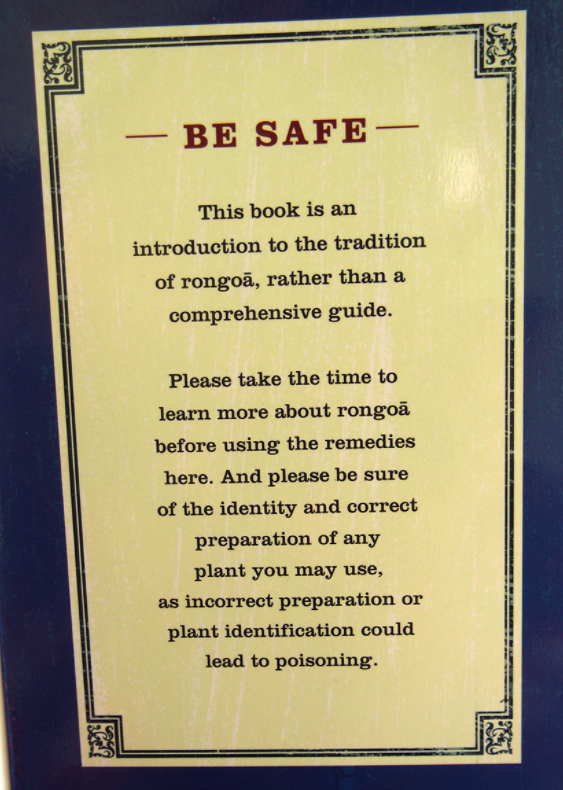 BE SAFE
This book is an
introduction to the tradition
of rongoā, rather than a
comprehensive guide.
Please take the time to
learn more about rongoā
before using the remedies
here. And please be sure
of the identity and correct
preparation of any
plant you may use,
as incorrect preparation or
plant identification could
lead to poisoning.